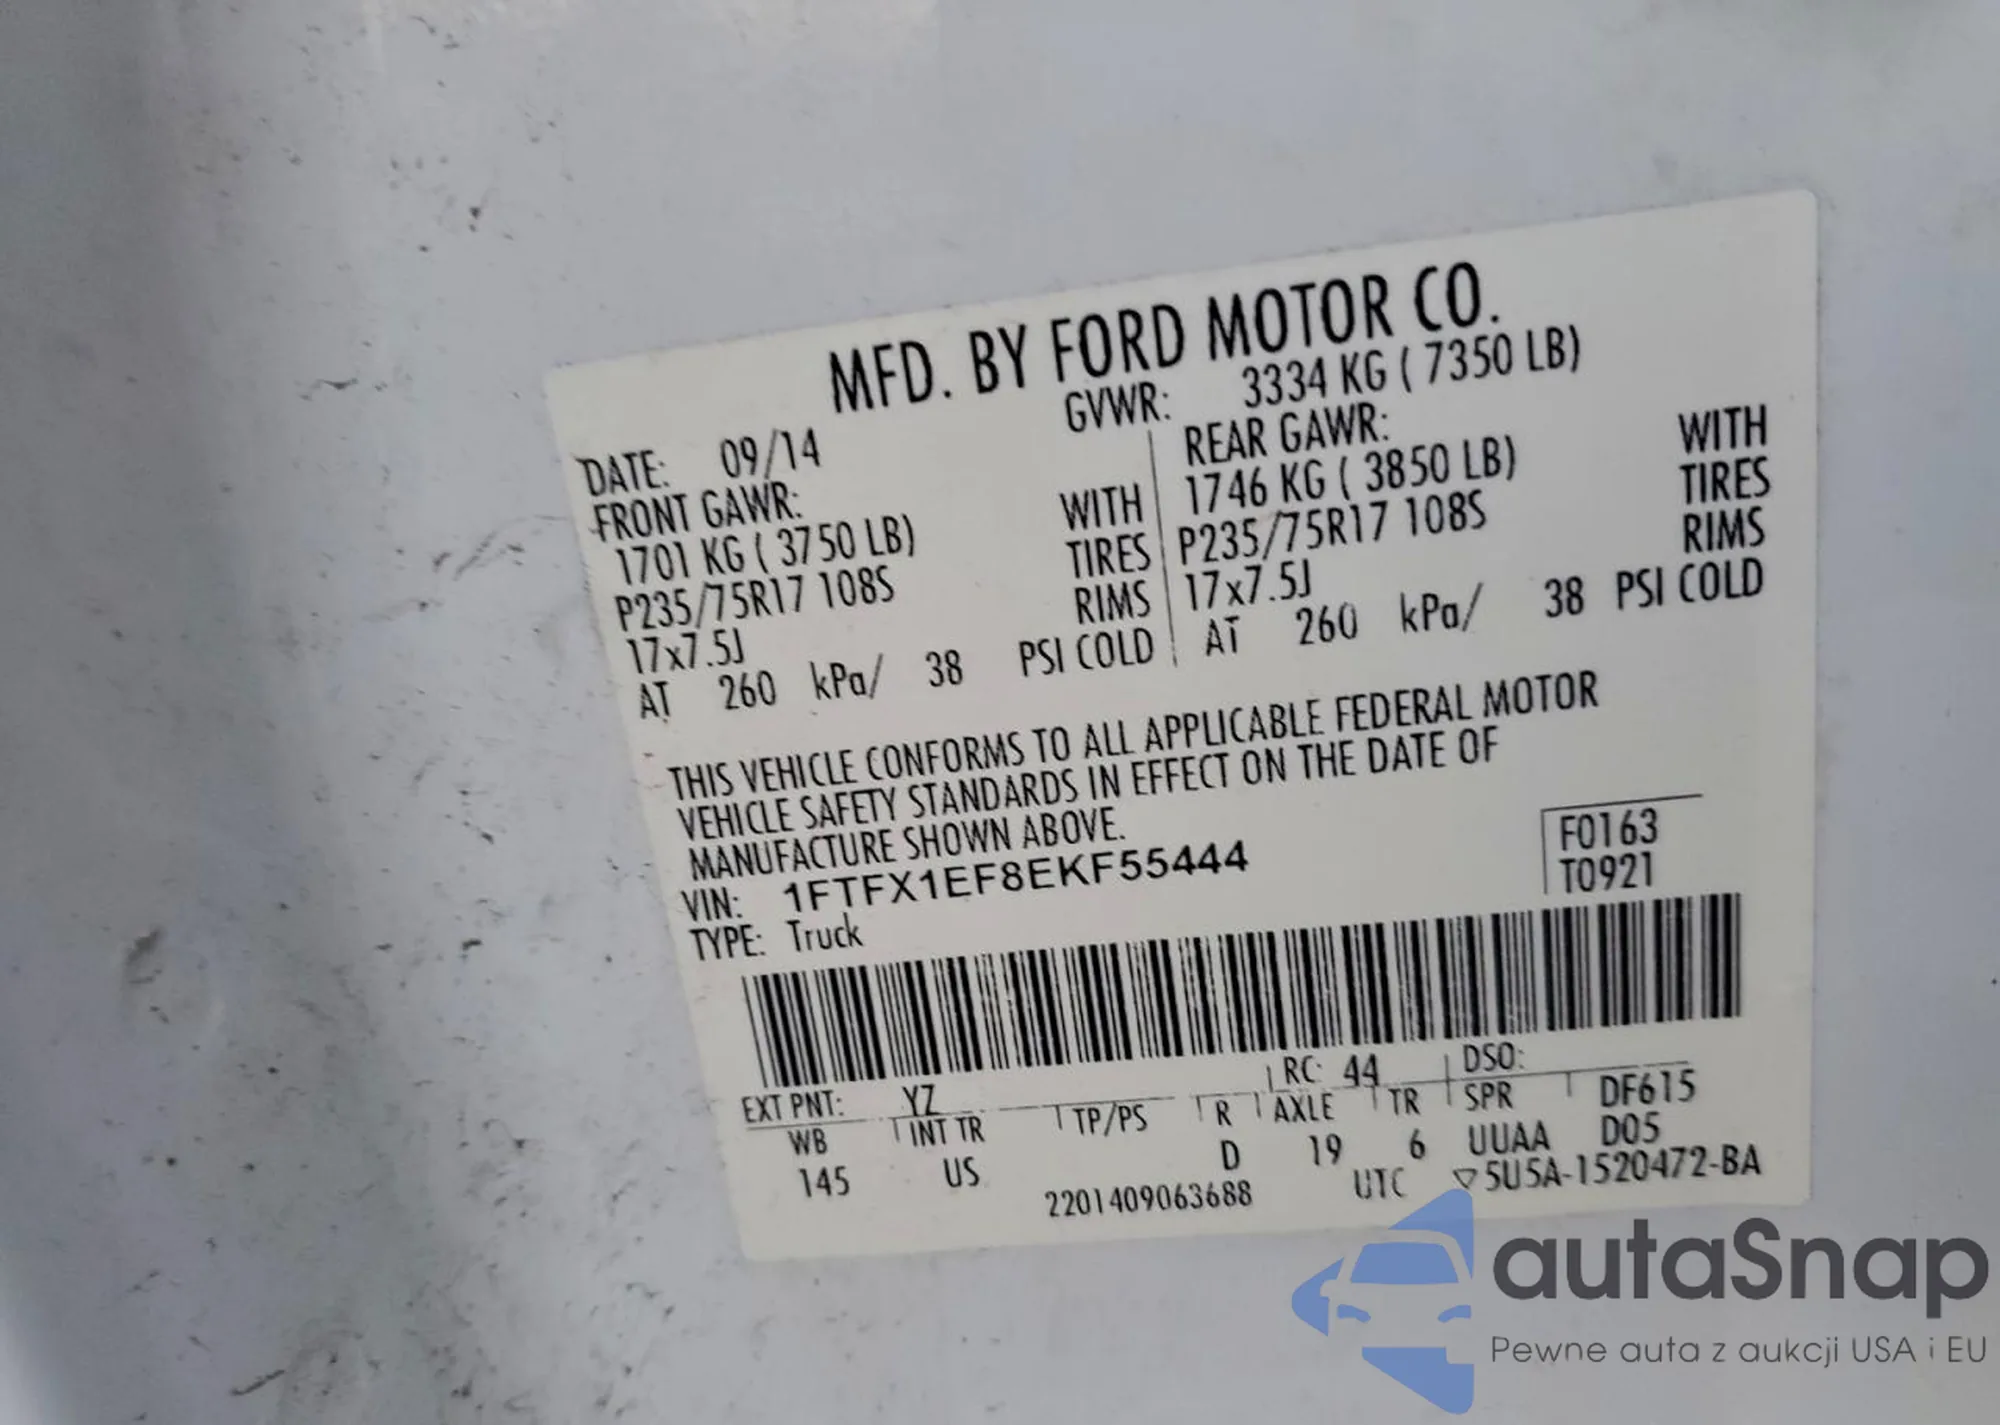 MFD. BY FORD MOTOR CO.
DATE: 09/14 GVWR: 3334 KG ( 7350 LB)
FRONT GAWR: REAR GAWR:
1701 KG ( 3750 LB) WITH 1746 KG ( 3850 LB) WITH
P235/75R17 108S TIRES P235/75R17 108S TIRES
17x7.5J RIMS 17x7.5J RIMS
AT 260 kPa/ 38 PSI COLD AT 260 kPa/ 38 PSI COLD
THIS VEHICLE CONFORMS TO ALL APPLICABLE FEDERAL MOTOR
VEHICLE SAFETY STANDARDS IN EFFECT ON THE DATE OF
MANUFACTURE SHOWN ABOVE.
VIN: 1FTFX1EF8EKF55444 F0163
TYPE: Truck T0921
EXT PNT: YZ RC: 44 DSO:
WB INT TR TP/PS R AXLE TR SPR DF615
145 US D 19 6 UUAA D05
2201409063688 UTC ▽5U5A-1520472-BA
autaSnap
Pewne auta z aukcji USA i EU